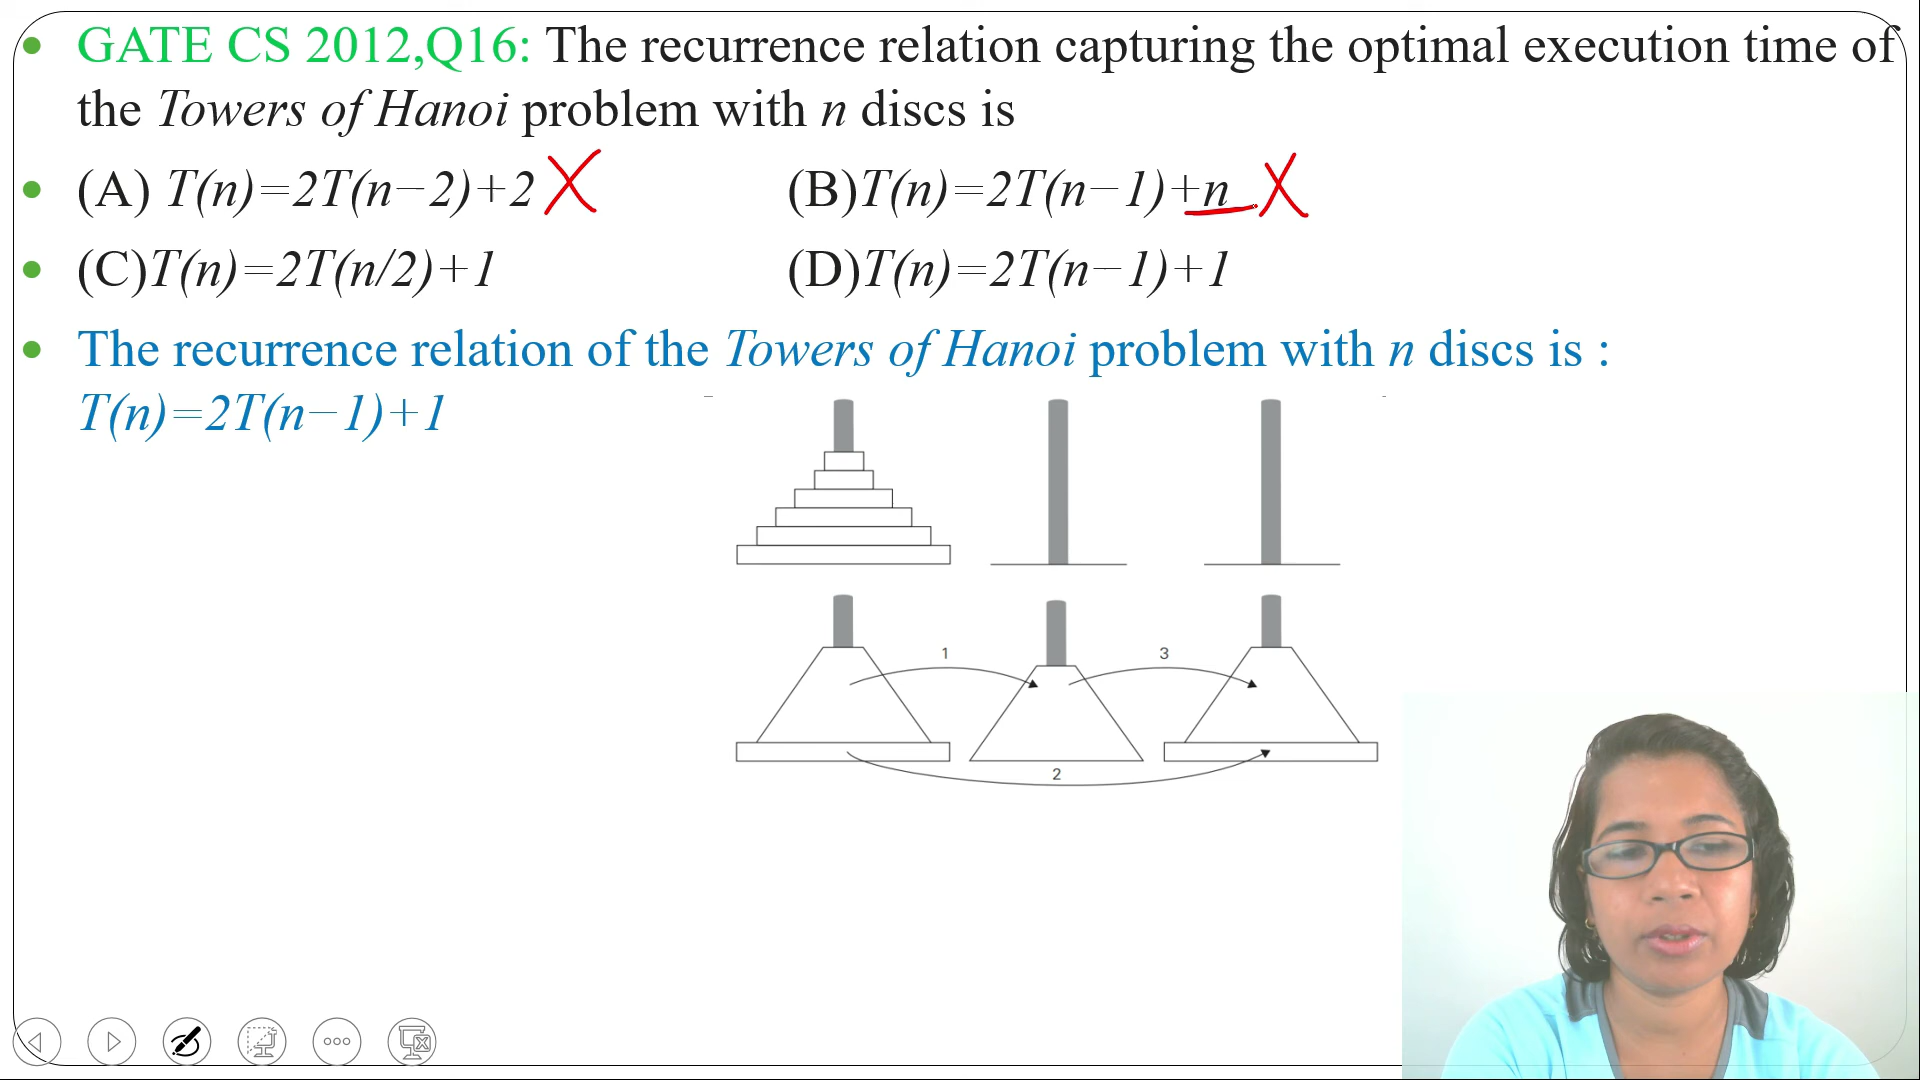 GATE CS 2012,Q16: The recurrence relation capturing the optimal execution time of
the Towers of Hanoi problem with n discs is
(A) T(n)=2T(n−2)+2 (B)T(n)=2T(n−1)+n
(C)T(n)=2T(n/2)+1 (D)T(n)=2T(n−1)+1
The recurrence relation of the Towers of Hanoi problem with n discs is :
T(n)=2T(n−1)+1
1 3
2